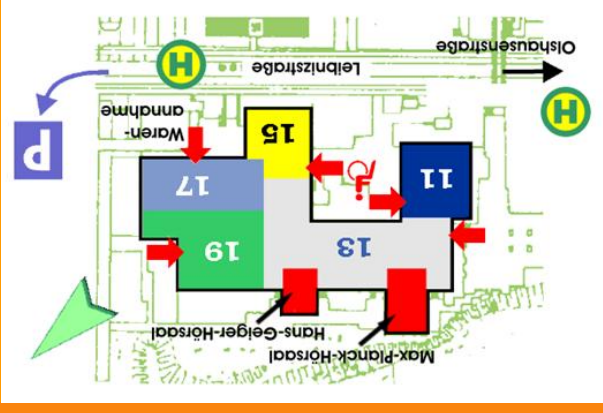 Max-Planck-Hörsaal
Hans-Geiger-Hörsaal
13
19
11
17
P
15
Waren-
annahme
H
Leibnizstraße
H
Olshausenstraße